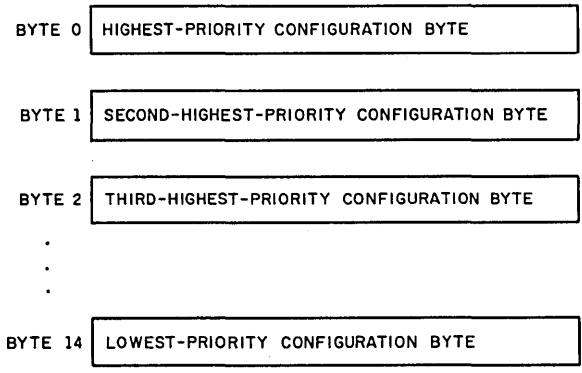 BYTE 0 HIGHEST-PRIORITY CONFIGURATION BYTE
BYTE 1 SECOND-HIGHEST-PRIORITY CONFIGURATION BYTE
BYTE 2 THIRD-HIGHEST-PRIORITY CONFIGURATION BYTE
BYTE 14 LOWEST-PRIORITY CONFIGURATION BYTE